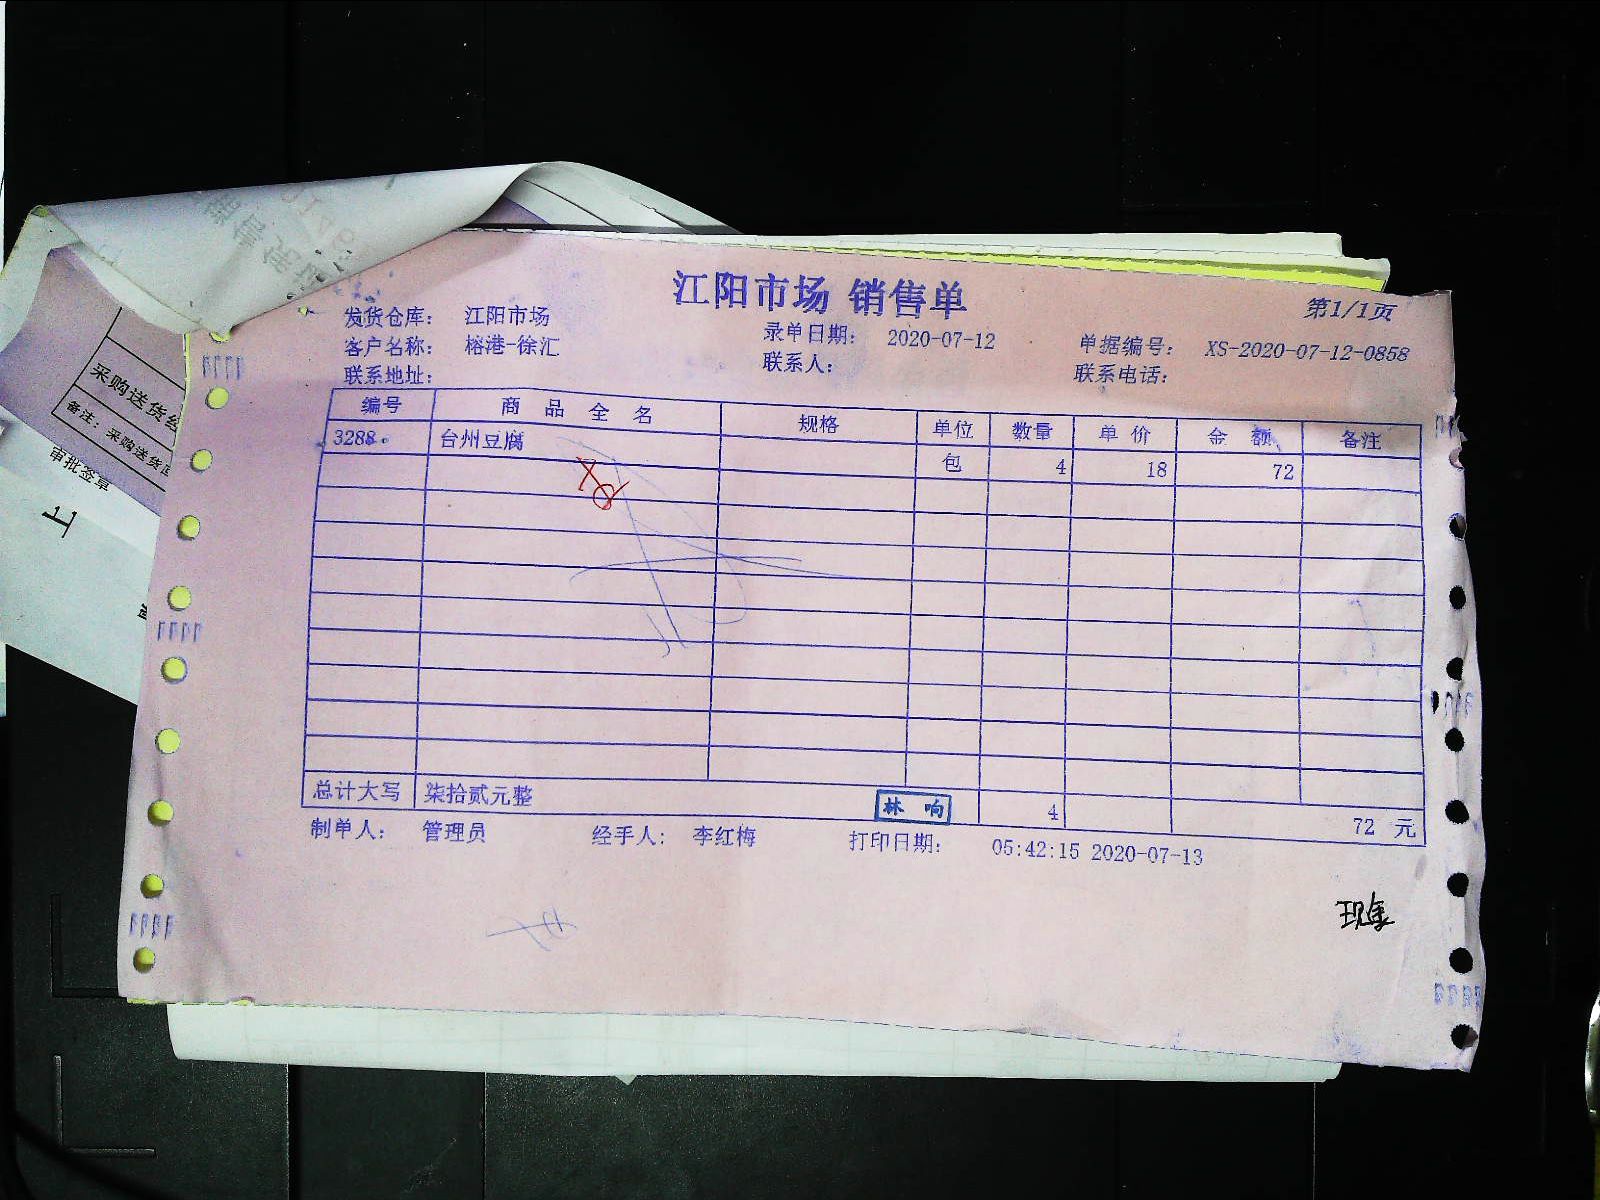 江阳市场 销售单
第1/1页
发货仓库： 江阳市场
录单日期： 2020-07-12
单据编号： XS-2020-07-12-0858
客户名称： 榕港-徐汇
联系人：
联系电话：
联系地址：
编号 商品全名 规格 单位 数量 单价 金额 备注
3288 台州豆腐 包 4 18 72
总计大写 柒拾贰元整 4 72 元
林响
制单人： 管理员 经手人： 李红梅 打印日期： 05:42:15 2020-07-13
现金
采购送货
备注：采购送货
审批签章
上